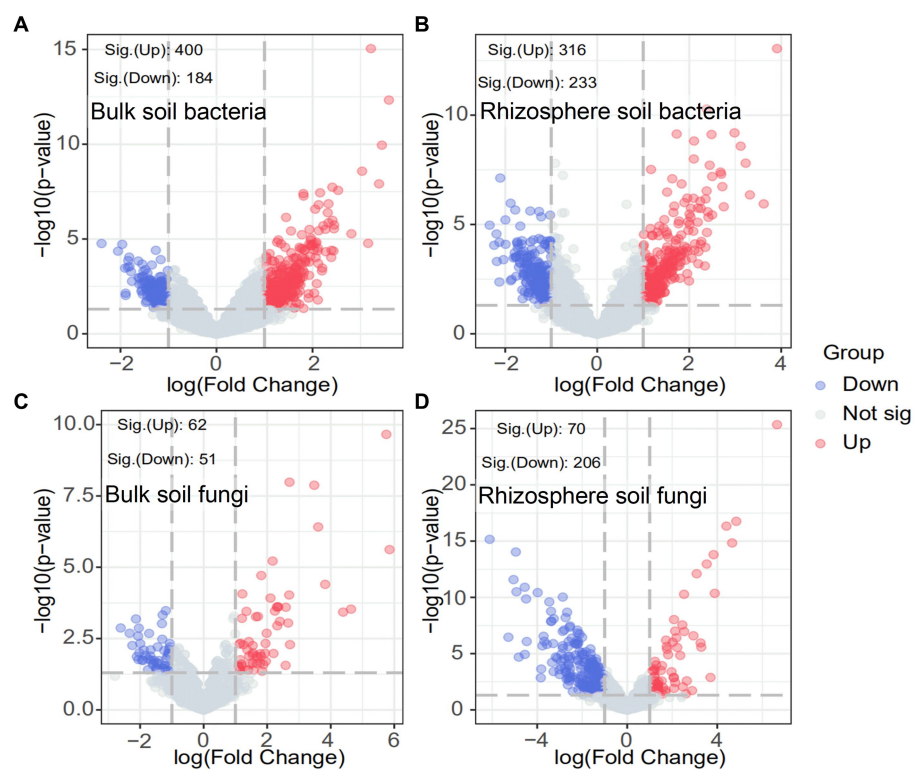 A
Sig.(Up): 400
Sig.(Down): 184
Bulk soil bacteria
15
10
5
0
−log10(p−value)
−2
0
2
log(Fold Change)
B
Sig.(Up): 316
Sig.(Down): 233
Rhizosphere soil bacteria
10
5
0
−log10(p−value)
−2
0
2
4
log(Fold Change)
C
Sig.(Up): 62
Sig.(Down): 51
Bulk soil fungi
10.0
7.5
5.0
2.5
0.0
−log10(p−value)
−2
0
2
4
6
log(Fold Change)
D
Sig.(Up): 70
Sig.(Down): 206
Rhizosphere soil fungi
25
20
15
10
5
0
−log10(p−value)
−4
0
4
log(Fold Change)
Group
Down
Not sig
Up